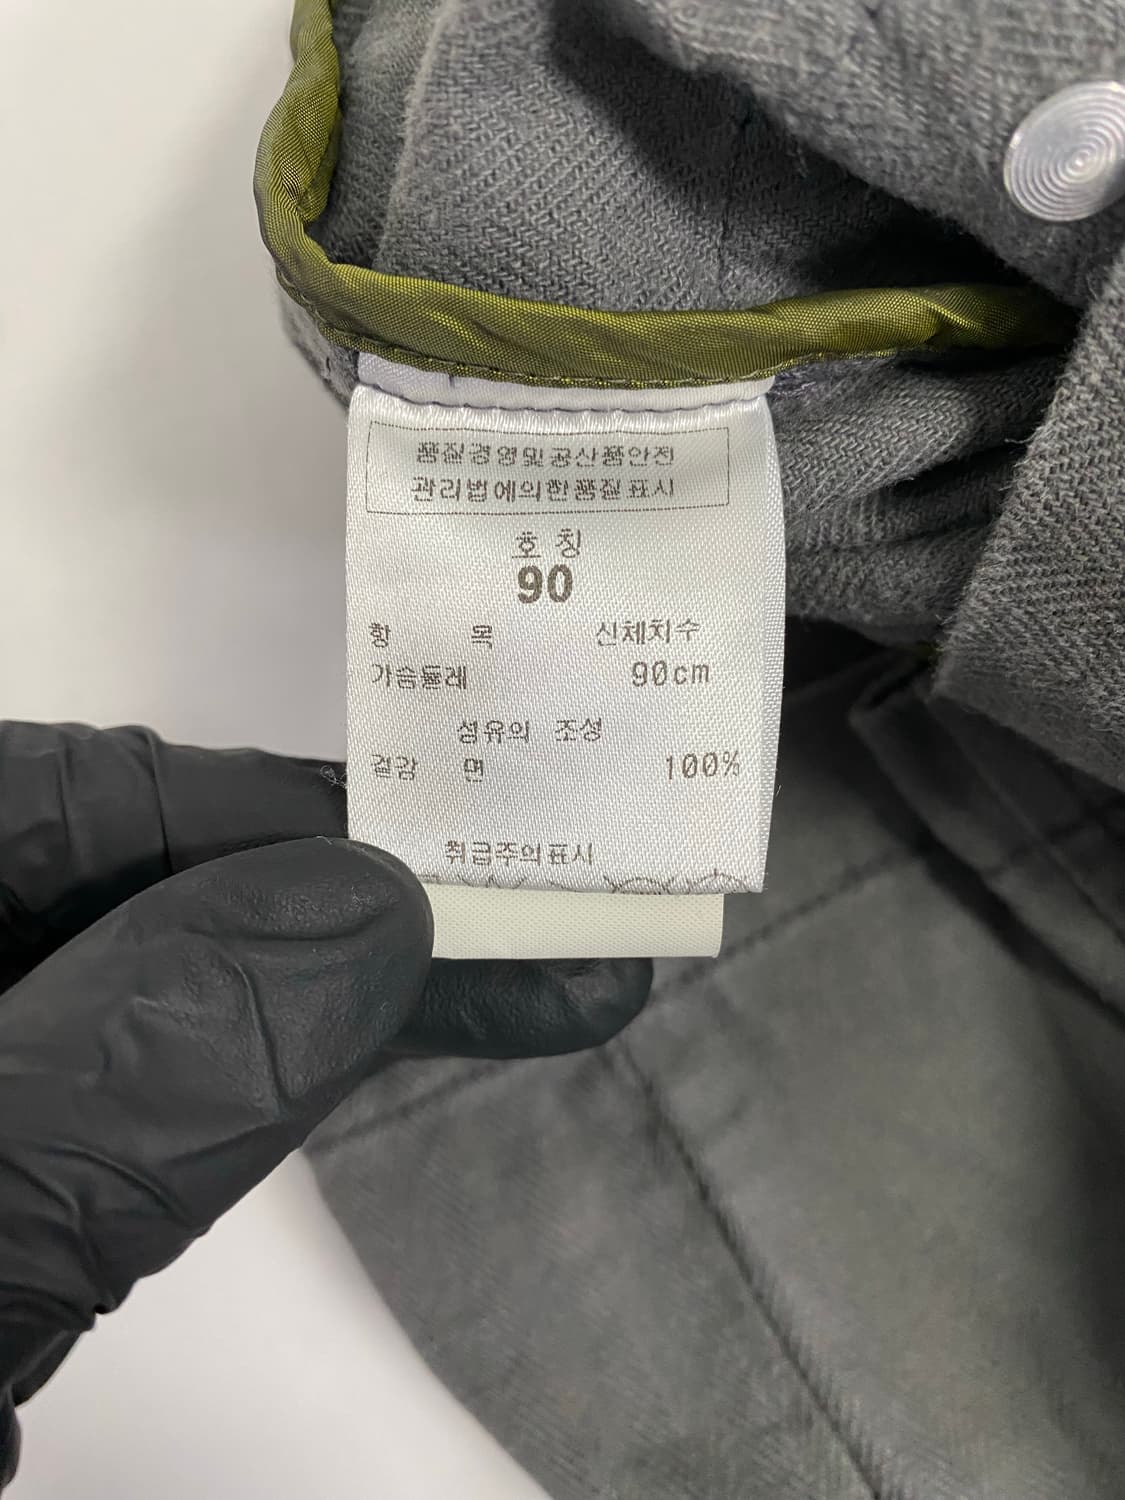 품질경영및공산품안전
관리법에의한품질표시
호 칭
90
항 목 신체치수
가슴둘레 90cm
섬유의 조성
겉감 면 100%
취급주의표시